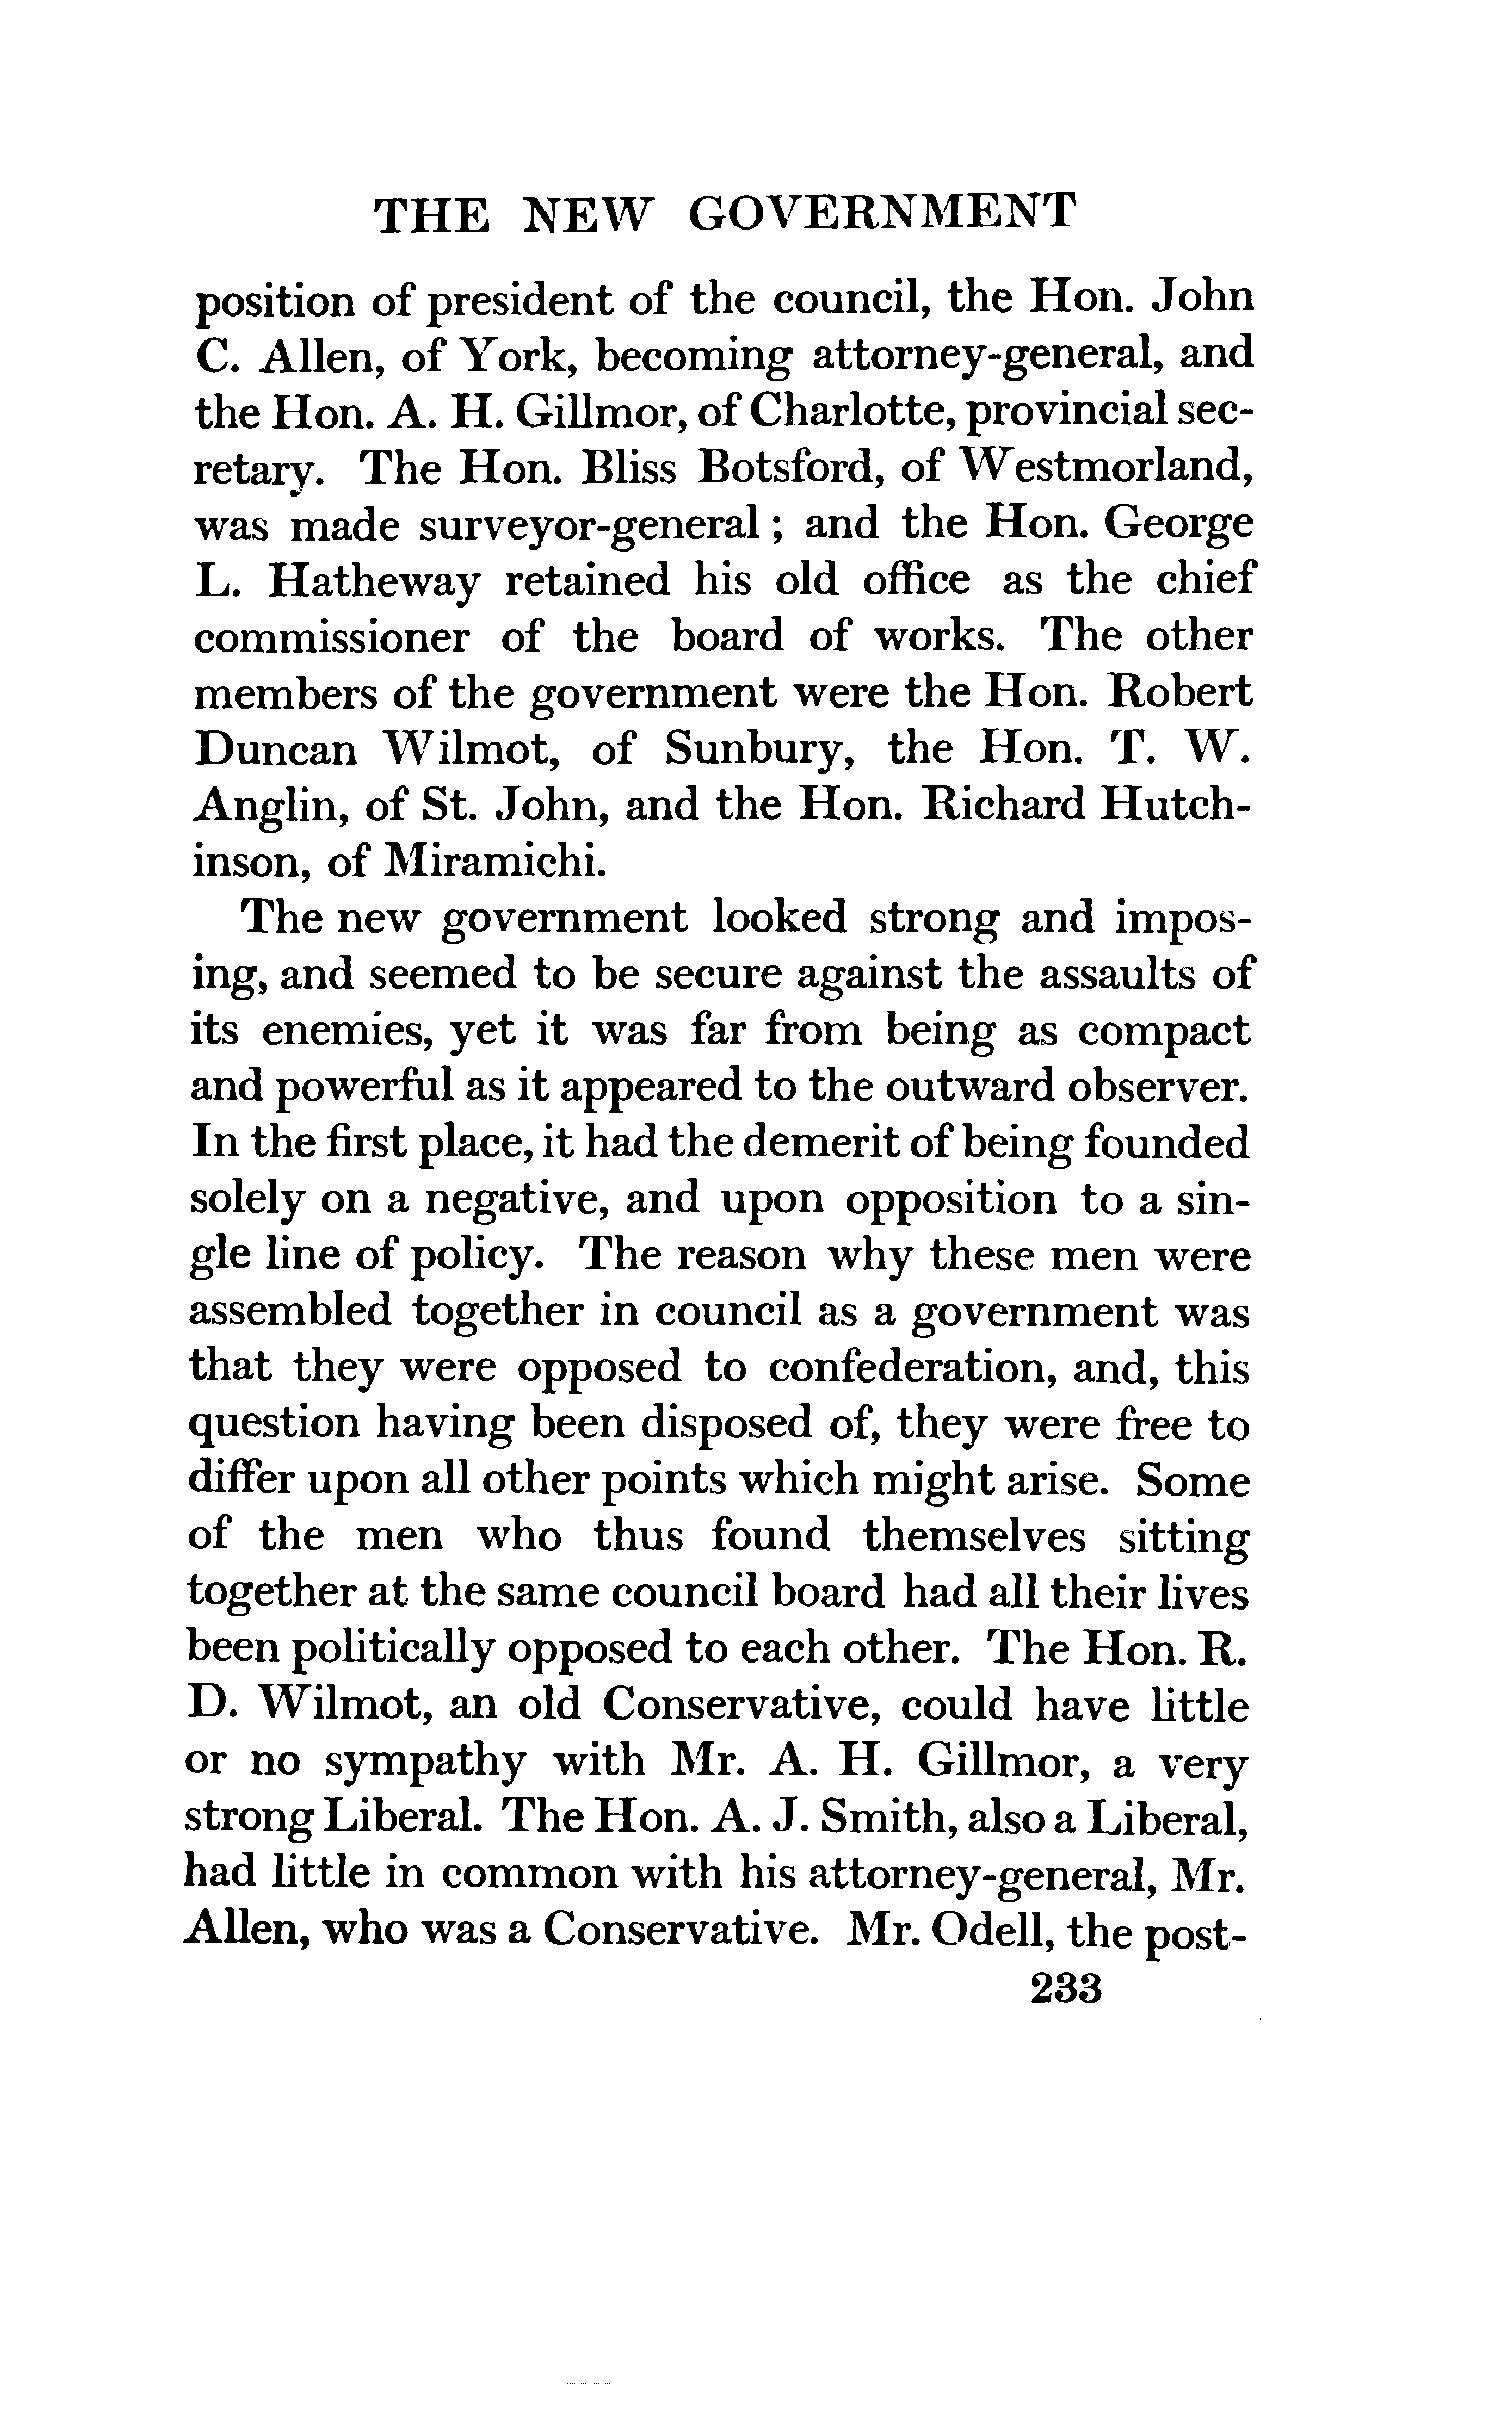 THE NEW GOVERNMENT
position of president of the council, the Hon. John
C. Allen, of York, becoming attorney-general, and
the Hon. A. H. Gillmor, of Charlotte, provincial sec-
retary. The Hon. Bliss Botsford, of Westmorland,
was made surveyor-general ; and the Hon. George
L. Hatheway retained his old office as the chief
commissioner of the board of works. The other
members of the government were the Hon. Robert
Duncan Wilmot, of Sunbury, the Hon. T. W.
Anglin, of St. John, and the Hon. Richard Hutch-
inson, of Miramichi.
The new government looked strong and impos-
ing, and seemed to be secure against the assaults of
its enemies, yet it was far from being as compact
and powerful as it appeared to the outward observer.
In the first place, it had the demerit of being founded
solely on a negative, and upon opposition to a sin-
gle line of policy. The reason why these men were
assembled together in council as a government was
that they were opposed to confederation, and, this
question having been disposed of, they were free to
differ upon all other points which might arise. Some
of the men who thus found themselves sitting
together at the same council board had all their lives
been politically opposed to each other. The Hon. R.
D. Wilmot, an old Conservative, could have little
or no sympathy with Mr. A. H. Gillmor, a very
strong Liberal. The Hon. A. J. Smith, also a Liberal,
had little in common with his attorney-general, Mr.
Allen, who was a Conservative. Mr. Odell, the post-
233